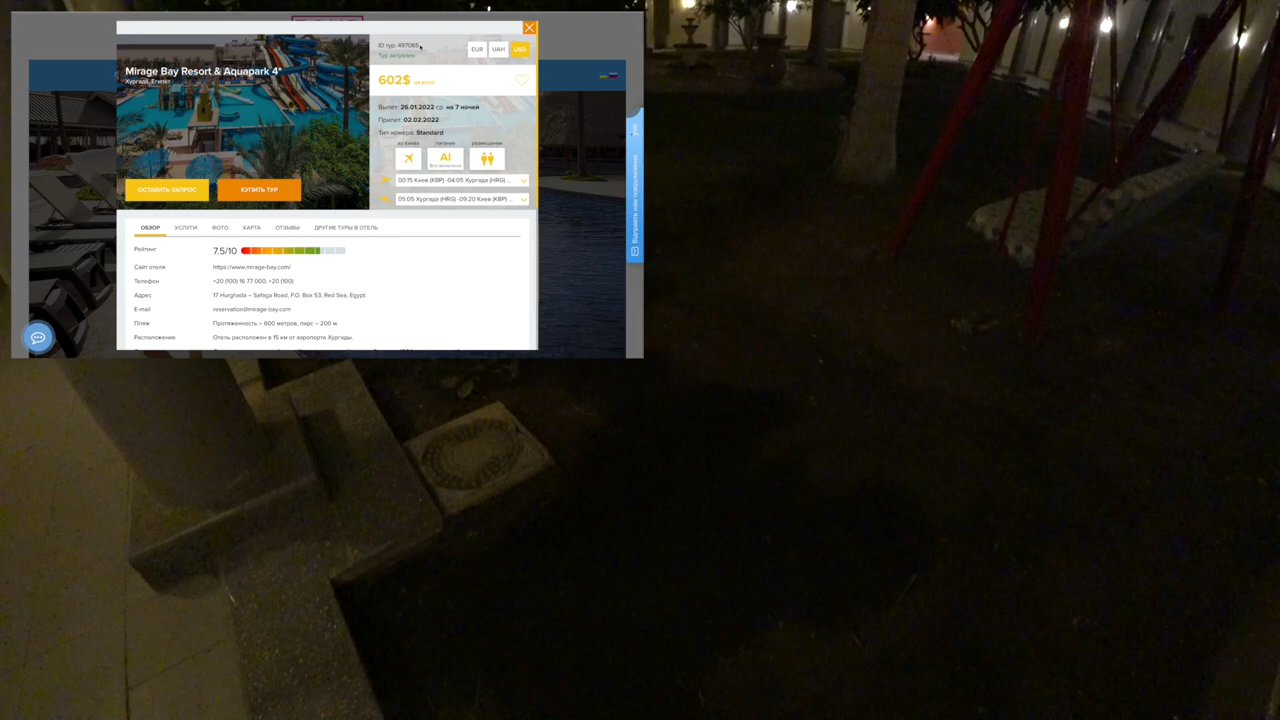 Mirage Bay Resort & Aquapark 4*
Хургада, Египет
ОСТАВИТЬ ЗАПРОС
КУПИТЬ ТУР
ID тур: 497065
Тур актуален
EUR
UAH
USD
602$ за всех
Вылет: 26.01.2022 ср. на 7 ночей
Прилет: 02.02.2022
Тип номера: Standard
из Киева
питание
размещение
AI
Все включено
00:15 Киев (KBP) -04:05 Хургада (HRG) ...
05:05 Хургада (HRG) -09:20 Киев (KBP) ...
ОБЗОР
УСЛУГИ
ФОТО
КАРТА
ОТЗЫВЫ
ДРУГИЕ ТУРЫ В ОТЕЛЬ
Рейтинг
7.5/10
Сайт отеля
https://www.mirage-bay.com/
Телефон
+20 (100) 16 77 000, +20 (100)
Адрес
17 Hurghada – Safaga Road, P.O. Box 53, Red Sea, Egypt.
E-mail
reservation@mirage-bay.com
Пляж
Протяженность – 600 метров, пирс – 200 м.
Расположение
Отель расположен в 15 км от аэропорта Хургады.
Відправте нам повідомлення